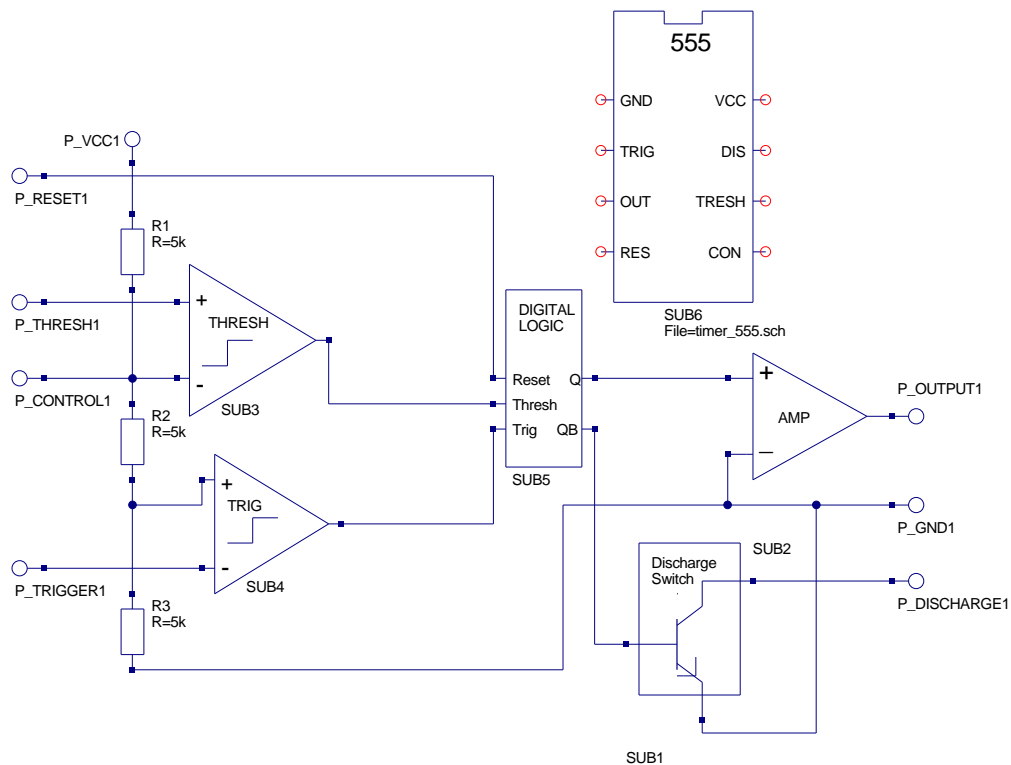 555
GND
VCC
TRIG
DIS
OUT
TRESH
RES
CON
SUB6
File=timer_555.sch
P_VCC1
P_RESET1
R1
R=5k
+
THRESH
-
SUB3
P_THRESH1
P_CONTROL1
R2
R=5k
+
TRIG
-
SUB4
P_TRIGGER1
R3
R=5k
DIGITAL
LOGIC
Reset
Q
Thresh
Trig
QB
SUB5
+
AMP
–
P_OUTPUT1
P_GND1
SUB2
Discharge
Switch
P_DISCHARGE1
SUB1